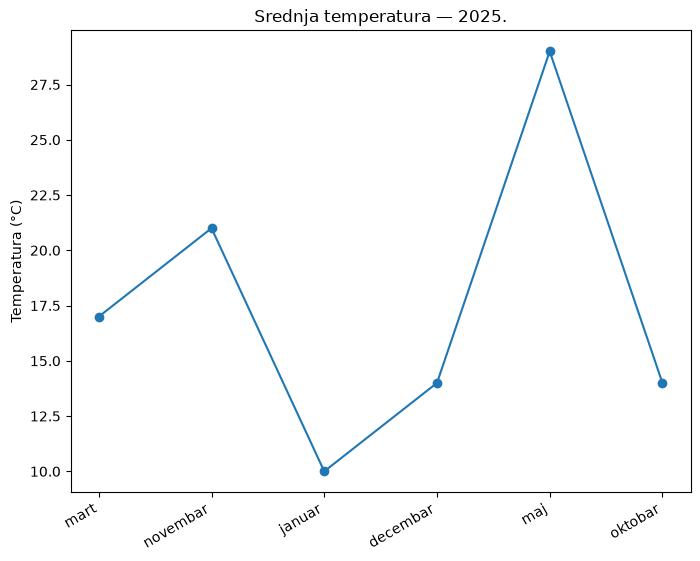 Srednja temperatura — 2025.
Temperatura (°C)
27.5
25.0
22.5
20.0
17.5
15.0
12.5
10.0
mart
novembar
januar
decembar
maj
oktobar